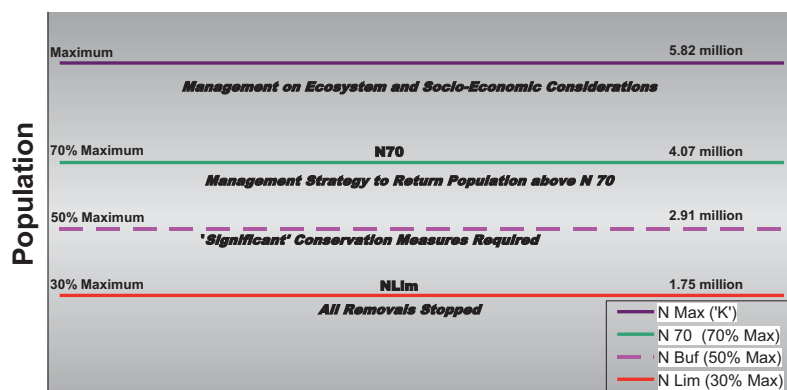 Population
Maximum 5.82 million
Management on Ecosystem and Socio-Economic Considerations
70% Maximum N70 4.07 million
Management Strategy to Return Population above N 70
50% Maximum 2.91 million
'Significant' Conservation Measures Required
30% Maximum NLim 1.75 million
All Removals Stopped
N Max ('K')
N 70 (70% Max)
N Buf (50% Max)
N Lim (30% Max)